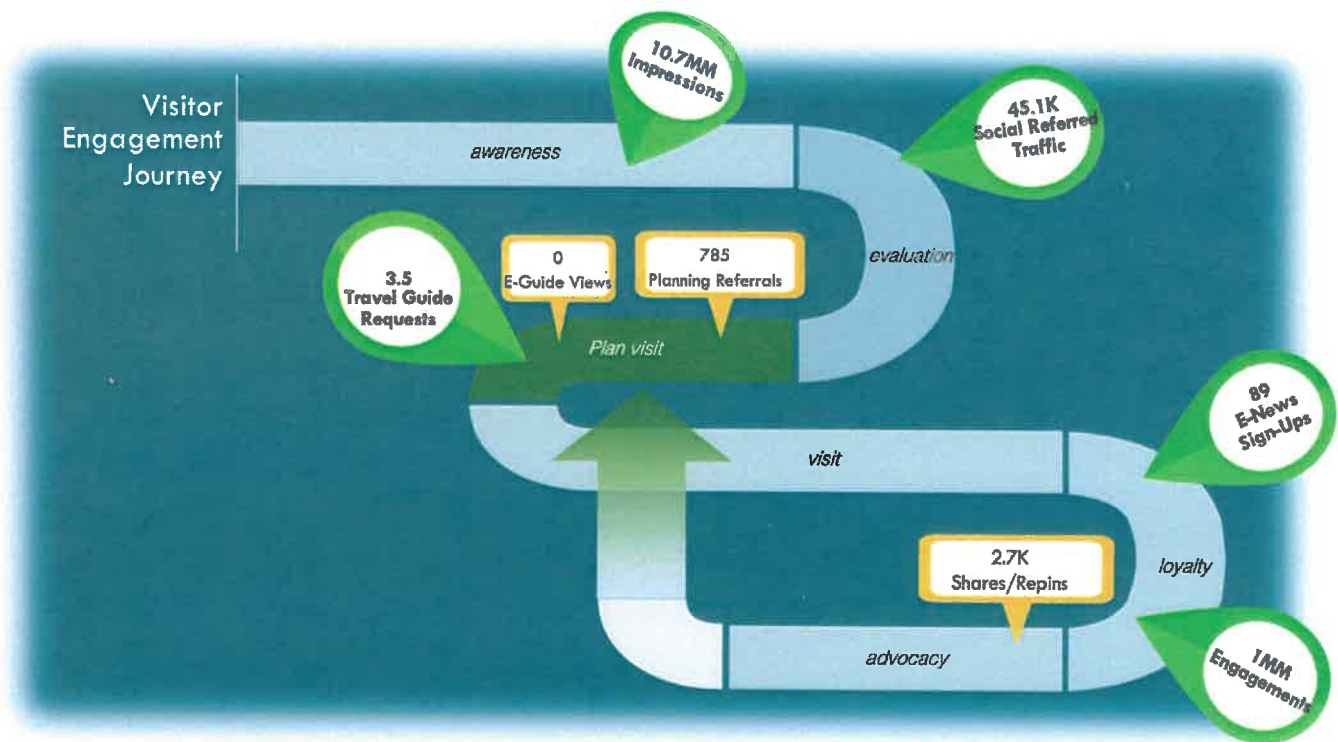 Visitor
Engagement
Journey
10.7MM
Impressions
45.1K
Social Referred
Traffic
awareness
evaluation
0
E-Guide Views
785
Planning Referrals
3.5
Travel Guide
Requests
Plan visit
89
E-News
Sign-Ups
visit
2.7K
Shares/Repins
loyalty
advocacy
1MM
Engagements